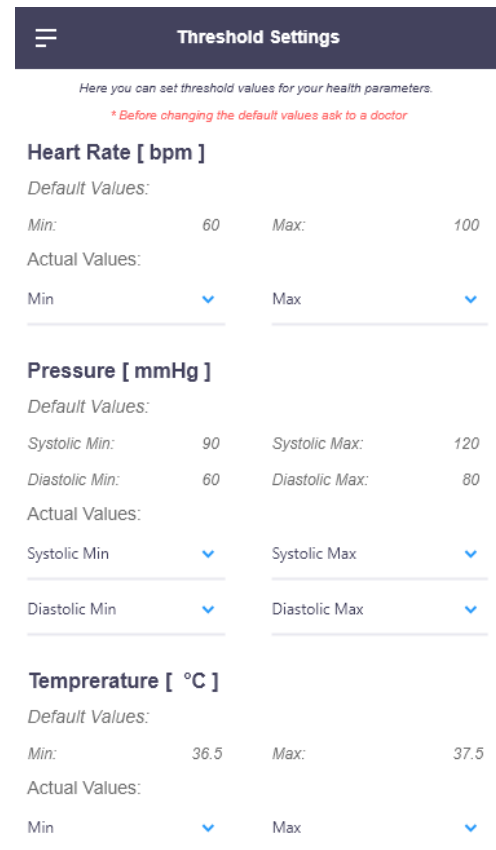 Threshold Settings
Here you can set threshold values for your health parameters.
* Before changing the default values ask to a doctor
Heart Rate [ bpm ]
Default Values:
Min: 60 Max: 100
Actual Values:
Min Max
Pressure [ mmHg ]
Default Values:
Systolic Min: 90 Systolic Max: 120
Diastolic Min: 60 Diastolic Max: 80
Actual Values:
Systolic Min Systolic Max
Diastolic Min Diastolic Max
Temprerature [ °C ]
Default Values:
Min: 36.5 Max: 37.5
Actual Values:
Min Max